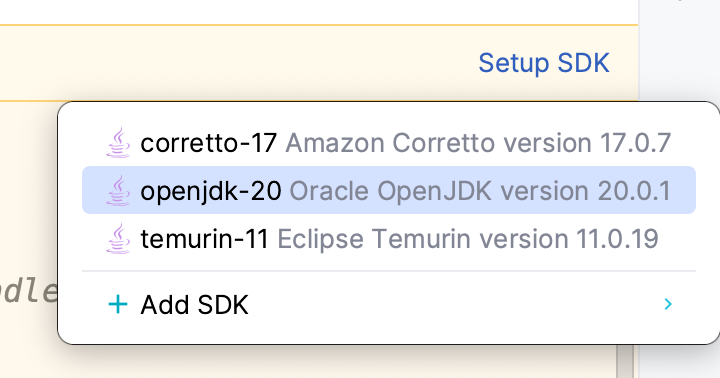 Setup SDK
corretto-17 Amazon Corretto version 17.0.7
openjdk-20 Oracle OpenJDK version 20.0.1
temurin-11 Eclipse Temurin version 11.0.19
dle
+ Add SDK